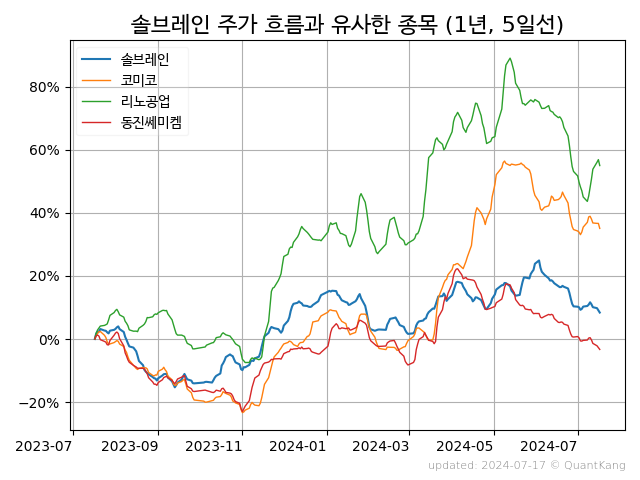 솔브레인 주가 흐름과 유사한 종목 (1년, 5일선)
솔브레인
코미코
리노공업
동진쎄미켐
80%
60%
40%
20%
0%
−20%
2023-07 2023-09 2023-11 2024-01 2024-03 2024-05 2024-07
updated: 2024-07-17 © QuantKang